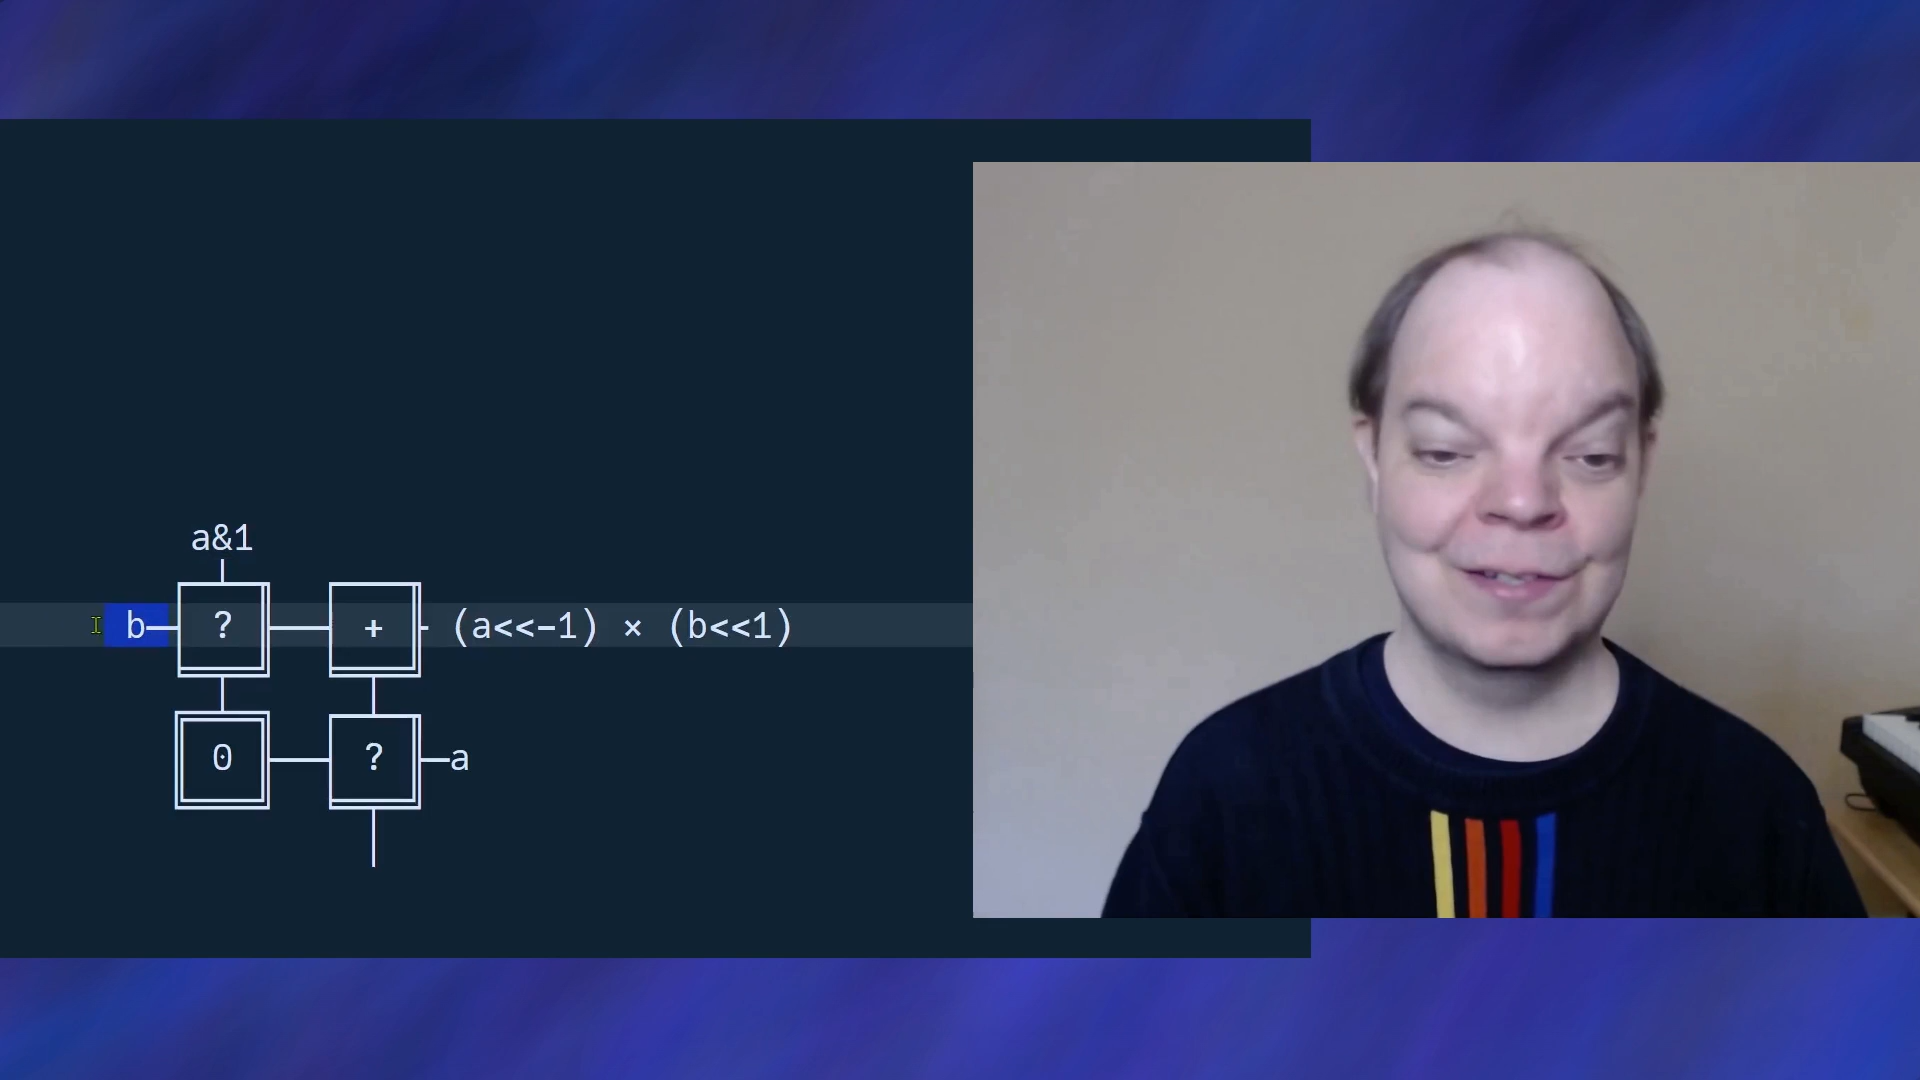 a&1
b ? + (a<<-1) × (b<<1)
0 ? a